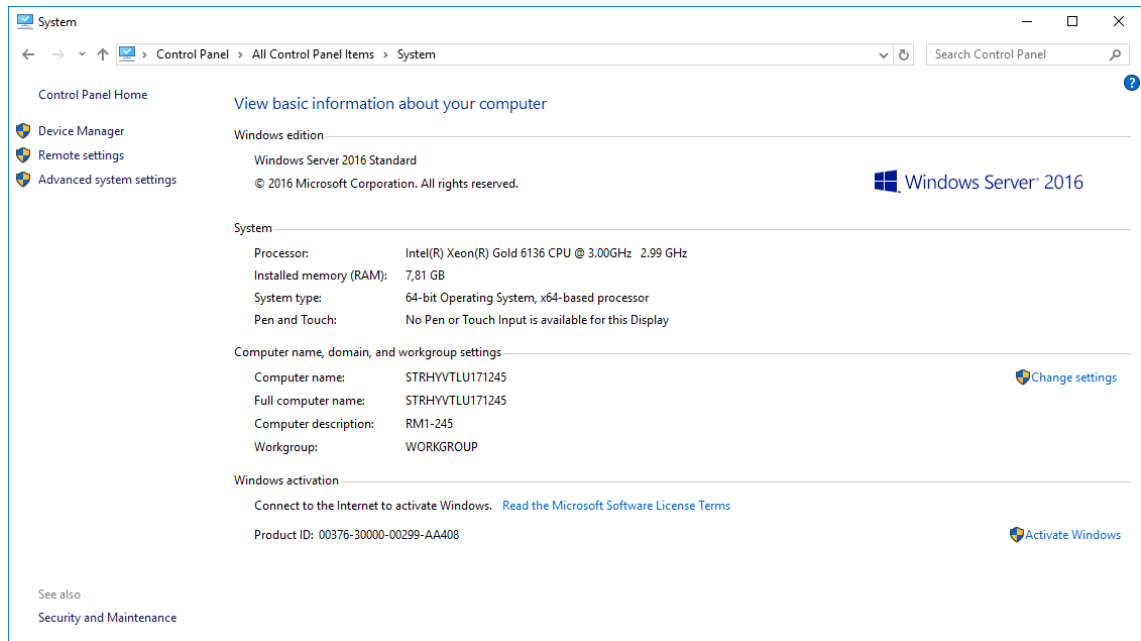 System
Control Panel > All Control Panel Items > System
Search Control Panel
Control Panel Home
Device Manager
Remote settings
Advanced system settings
View basic information about your computer
Windows edition
Windows Server 2016 Standard
© 2016 Microsoft Corporation. All rights reserved.
Windows Server® 2016
System
Processor: Intel(R) Xeon(R) Gold 6136 CPU @ 3.00GHz 2.99 GHz
Installed memory (RAM): 7,81 GB
System type: 64-bit Operating System, x64-based processor
Pen and Touch: No Pen or Touch Input is available for this Display
Computer name, domain, and workgroup settings
Computer name: STRHYVTLU171245
Change settings
Full computer name: STRHYVTLU171245
Computer description: RM1-245
Workgroup: WORKGROUP
Windows activation
Connect to the Internet to activate Windows. Read the Microsoft Software License Terms
Product ID: 00376-30000-00299-AA408
Activate Windows
See also
Security and Maintenance